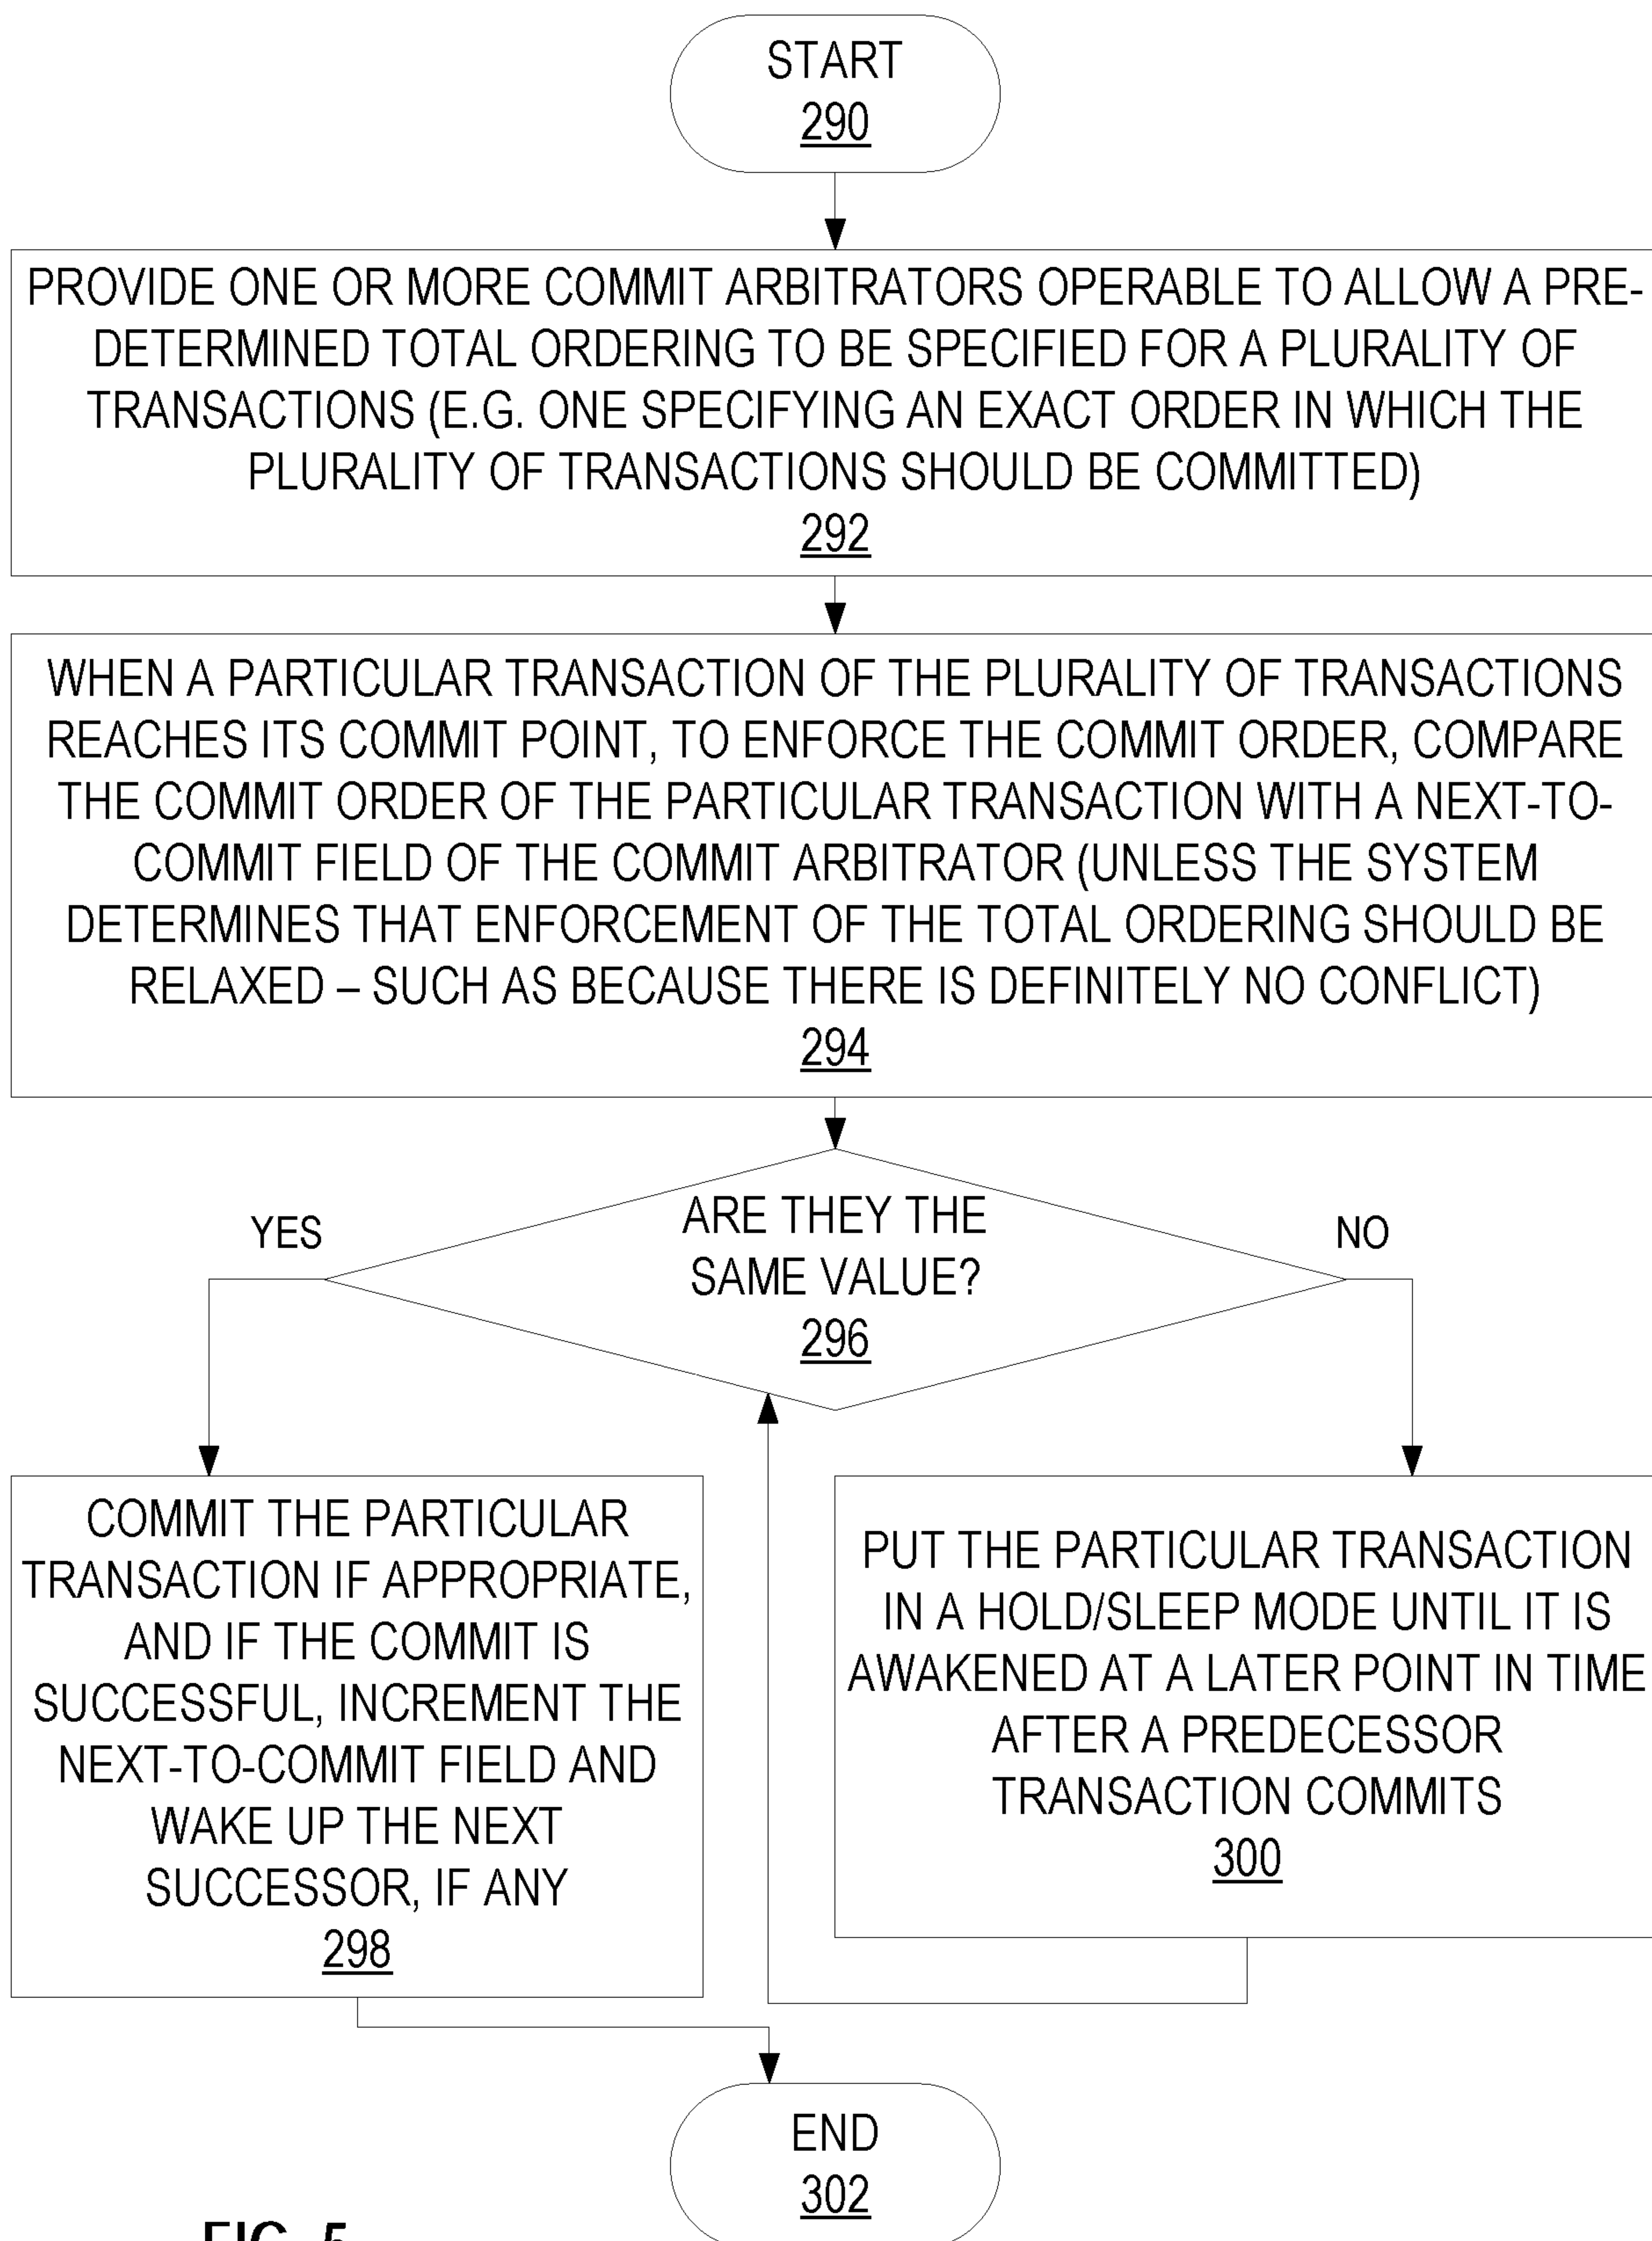 START
290
PROVIDE ONE OR MORE COMMIT ARBITRATORS OPERABLE TO ALLOW A PRE-
DETERMINED TOTAL ORDERING TO BE SPECIFIED FOR A PLURALITY OF
TRANSACTIONS (E.G. ONE SPECIFYING AN EXACT ORDER IN WHICH THE
PLURALITY OF TRANSACTIONS SHOULD BE COMMITTED)
292
WHEN A PARTICULAR TRANSACTION OF THE PLURALITY OF TRANSACTIONS
REACHES ITS COMMIT POINT, TO ENFORCE THE COMMIT ORDER, COMPARE
THE COMMIT ORDER OF THE PARTICULAR TRANSACTION WITH A NEXT-TO-
COMMIT FIELD OF THE COMMIT ARBITRATOR (UNLESS THE SYSTEM
DETERMINES THAT ENFORCEMENT OF THE TOTAL ORDERING SHOULD BE
RELAXED – SUCH AS BECAUSE THERE IS DEFINITELY NO CONFLICT)
294
ARE THEY THE
SAME VALUE?
296
YES
NO
COMMIT THE PARTICULAR
TRANSACTION IF APPROPRIATE,
AND IF THE COMMIT IS
SUCCESSFUL, INCREMENT THE
NEXT-TO-COMMIT FIELD AND
WAKE UP THE NEXT
SUCCESSOR, IF ANY
298
PUT THE PARTICULAR TRANSACTION
IN A HOLD/SLEEP MODE UNTIL IT IS
AWAKENED AT A LATER POINT IN TIME
AFTER A PREDECESSOR
TRANSACTION COMMITS
300
END
302
FIG. 5